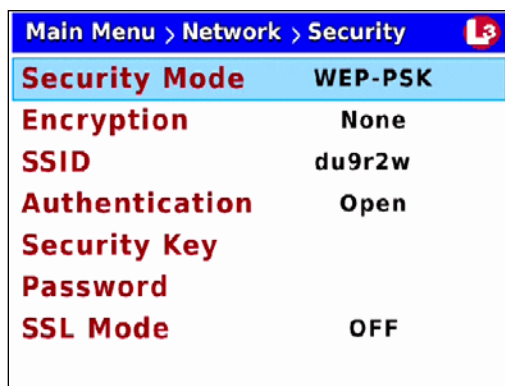 Main Menu > Network > Security L3
Security Mode WEP-PSK
Encryption None
SSID du9r2w
Authentication Open
Security Key
Password
SSL Mode OFF